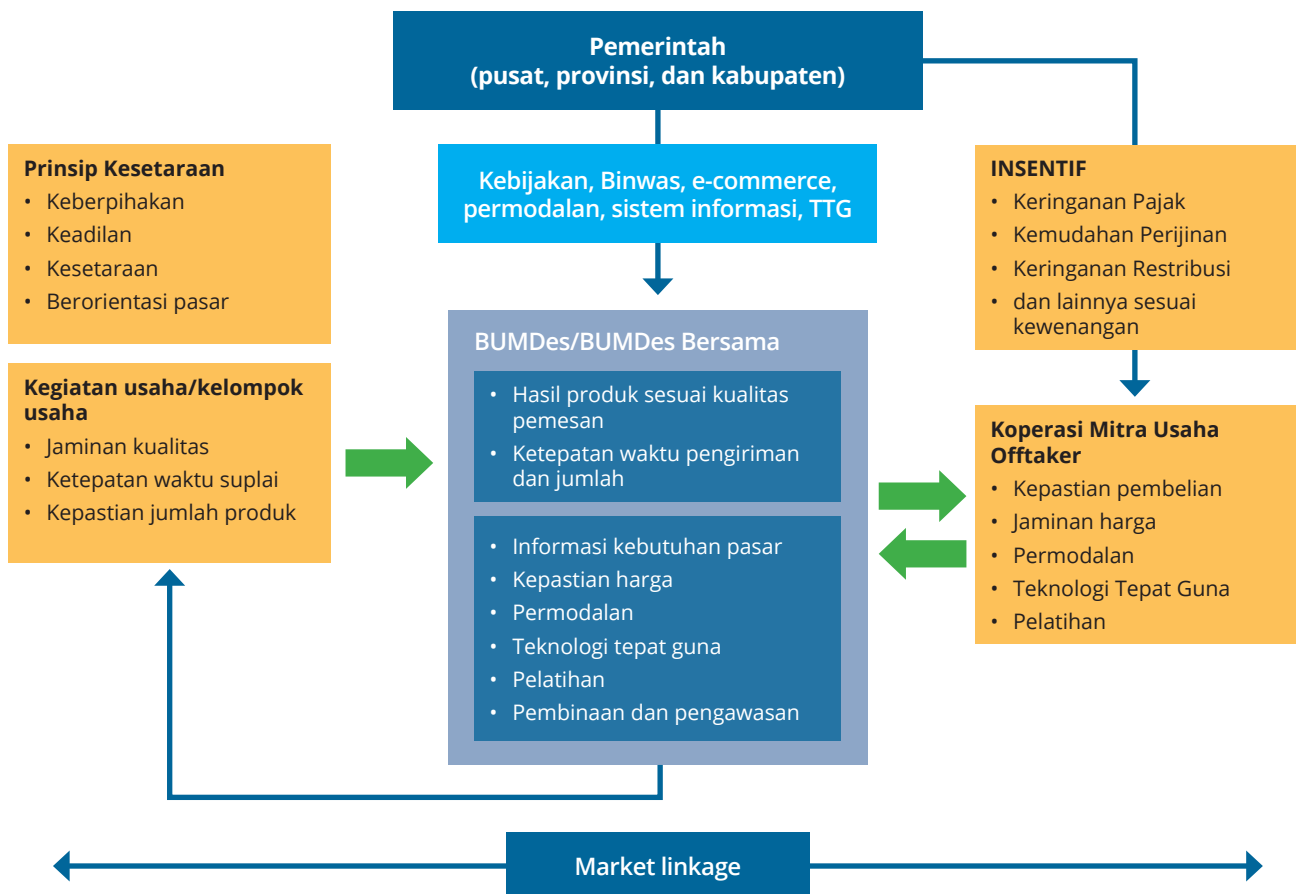 Pemerintah
(pusat, provinsi, dan kabupaten)
Kebijakan, Binwas, e-commerce,
permodalan, sistem informasi, TTG
Prinsip Kesetaraan
• Keberpihakan
• Keadilan
• Kesetaraan
• Berorientasi pasar
INSENTIF
• Keringanan Pajak
• Kemudahan Perijinan
• Keringanan Restribusi
• dan lainnya sesuai
kewenangan
Kegiatan usaha/kelompok
usaha
• Jaminan kualitas
• Ketepatan waktu suplai
• Kepastian jumlah produk
BUMDes/BUMDes Bersama
• Hasil produk sesuai kualitas
pemesan
• Ketepatan waktu pengiriman
dan jumlah
• Informasi kebutuhan pasar
• Kepastian harga
• Permodalan
• Teknologi tepat guna
• Pelatihan
• Pembinaan dan pengawasan
Koperasi Mitra Usaha
Offtaker
• Kepastian pembelian
• Jaminan harga
• Permodalan
• Teknologi Tepat Guna
• Pelatihan
Market linkage